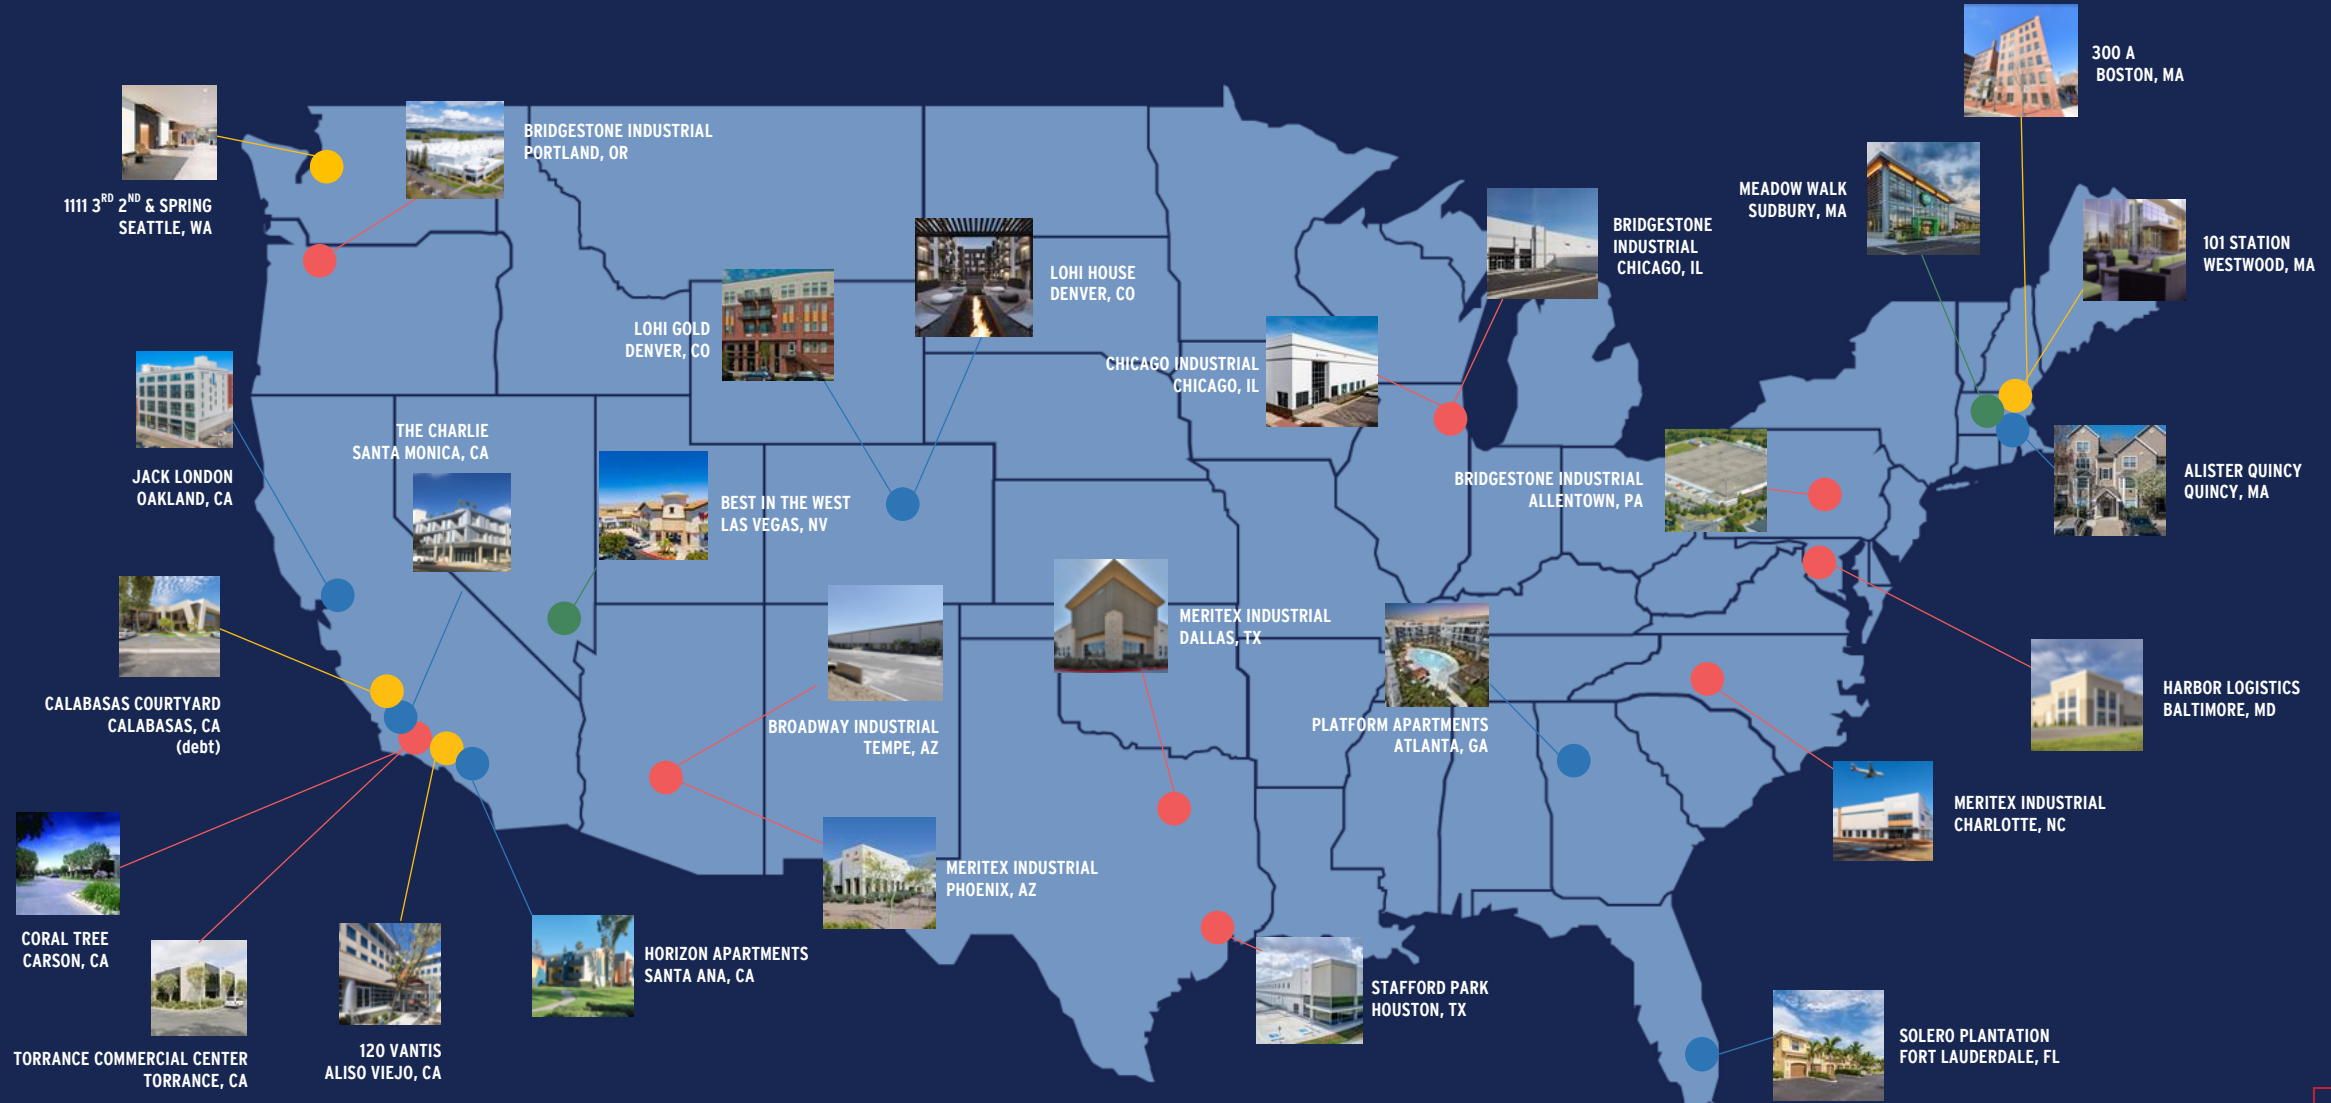 300 A
BOSTON, MA
BRIDGESTONE INDUSTRIAL
PORTLAND, OR
1111 3RD 2ND & SPRING
SEATTLE, WA
MEADOW WALK
SUDBURY, MA
BRIDGESTONE
INDUSTRIAL
CHICAGO, IL
101 STATION
WESTWOOD, MA
LOHI HOUSE
DENVER, CO
LOHI GOLD
DENVER, CO
CHICAGO INDUSTRIAL
CHICAGO, IL
THE CHARLIE
SANTA MONICA, CA
JACK LONDON
OAKLAND, CA
BEST IN THE WEST
LAS VEGAS, NV
BRIDGESTONE INDUSTRIAL
ALLENTOWN, PA
ALISTER QUINCY
QUINCY, MA
MERITEX INDUSTRIAL
DALLAS, TX
CALABASAS COURTYARD
CALABASAS, CA
(debt)
BROADWAY INDUSTRIAL
TEMPE, AZ
PLATFORM APARTMENTS
ATLANTA, GA
HARBOR LOGISTICS
BALTIMORE, MD
MERITEX INDUSTRIAL
CHARLOTTE, NC
MERITEX INDUSTRIAL
PHOENIX, AZ
CORAL TREE
CARSON, CA
HORIZON APARTMENTS
SANTA ANA, CA
STAFFORD PARK
HOUSTON, TX
TORRANCE COMMERCIAL CENTER
TORRANCE, CA
120 VANTIS
ALISO VIEJO, CA
SOLERO PLANTATION
FORT LAUDERDALE, FL